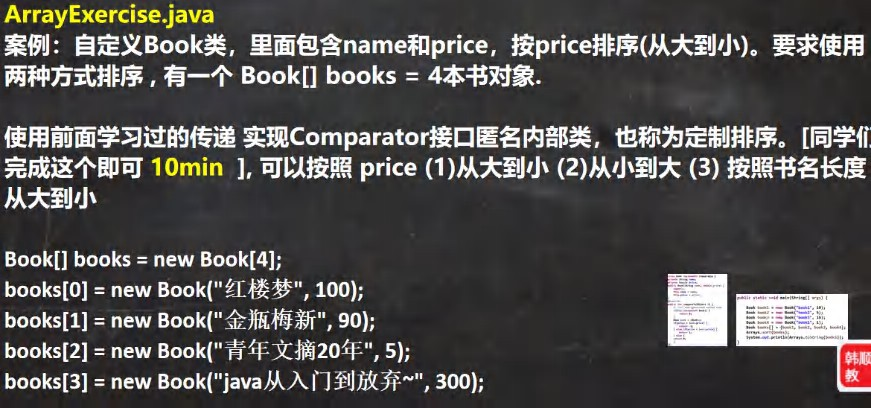 ArrayExercise.java
案例：自定义Book类，里面包含name和price，按price排序(从大到小)。要求使用
两种方式排序 , 有一个 Book[] books = 4本书对象.
使用前面学习过的传递 实现Comparator接口匿名内部类，也称为定制排序。[同学们
完成这个即可 10min ], 可以按照 price (1)从大到小 (2)从小到大 (3) 按照书名长度
从大到小
Book[] books = new Book[4];
books[0] = new Book("红楼梦", 100);
books[1] = new Book("金瓶梅新", 90);
books[2] = new Book("青年文摘20年", 5);
books[3] = new Book("java从入门到放弃~", 300);
public static void main(String[] args) {
韩顺
教